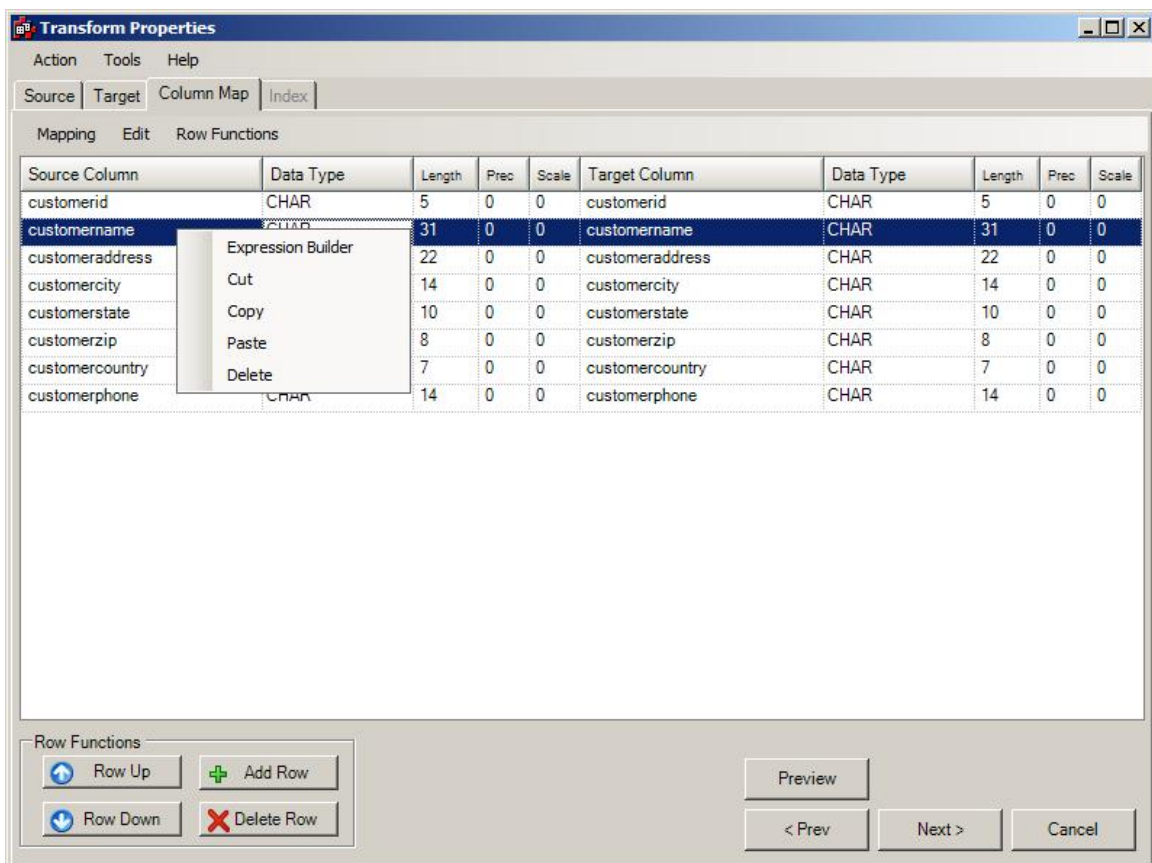 Transform Properties
Action Tools Help
Source Target Column Map Index
Mapping Edit Row Functions
Source Column Data Type Length Prec Scale Target Column Data Type Length Prec Scale
customerid CHAR 5 0 0 customerid CHAR 5 0 0
customername CHAR 31 0 0 customername CHAR 31 0 0
Expression Builder
customeraddress 22 0 0 customeraddress CHAR 22 0 0
Cut
customercity 14 0 0 customercity CHAR 14 0 0
Copy
customerstate 10 0 0 customerstate CHAR 10 0 0
Paste
customerzip 8 0 0 customerzip CHAR 8 0 0
customercountry 7 0 0 customercountry CHAR 7 0 0
Delete
customerphone CHAR 14 0 0 customerphone CHAR 14 0 0
Row Functions
Row Up Add Row
Preview
Row Down Delete Row
< Prev Next > Cancel